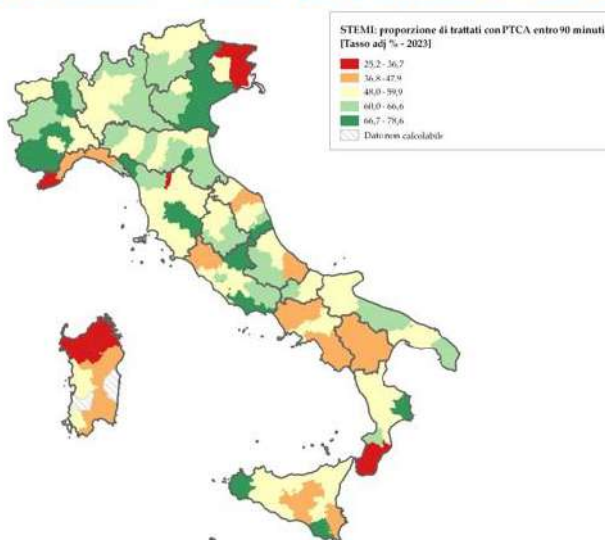 STEMI: proporzione di trattati con PTCA entro 90 minuti
[Tasso adj % - 2023]
25,2 - 36,7
36,8 - 47,9
48,0 - 59,9
60,0 - 66,6
66,7 - 78,6
Dato non calcolabile